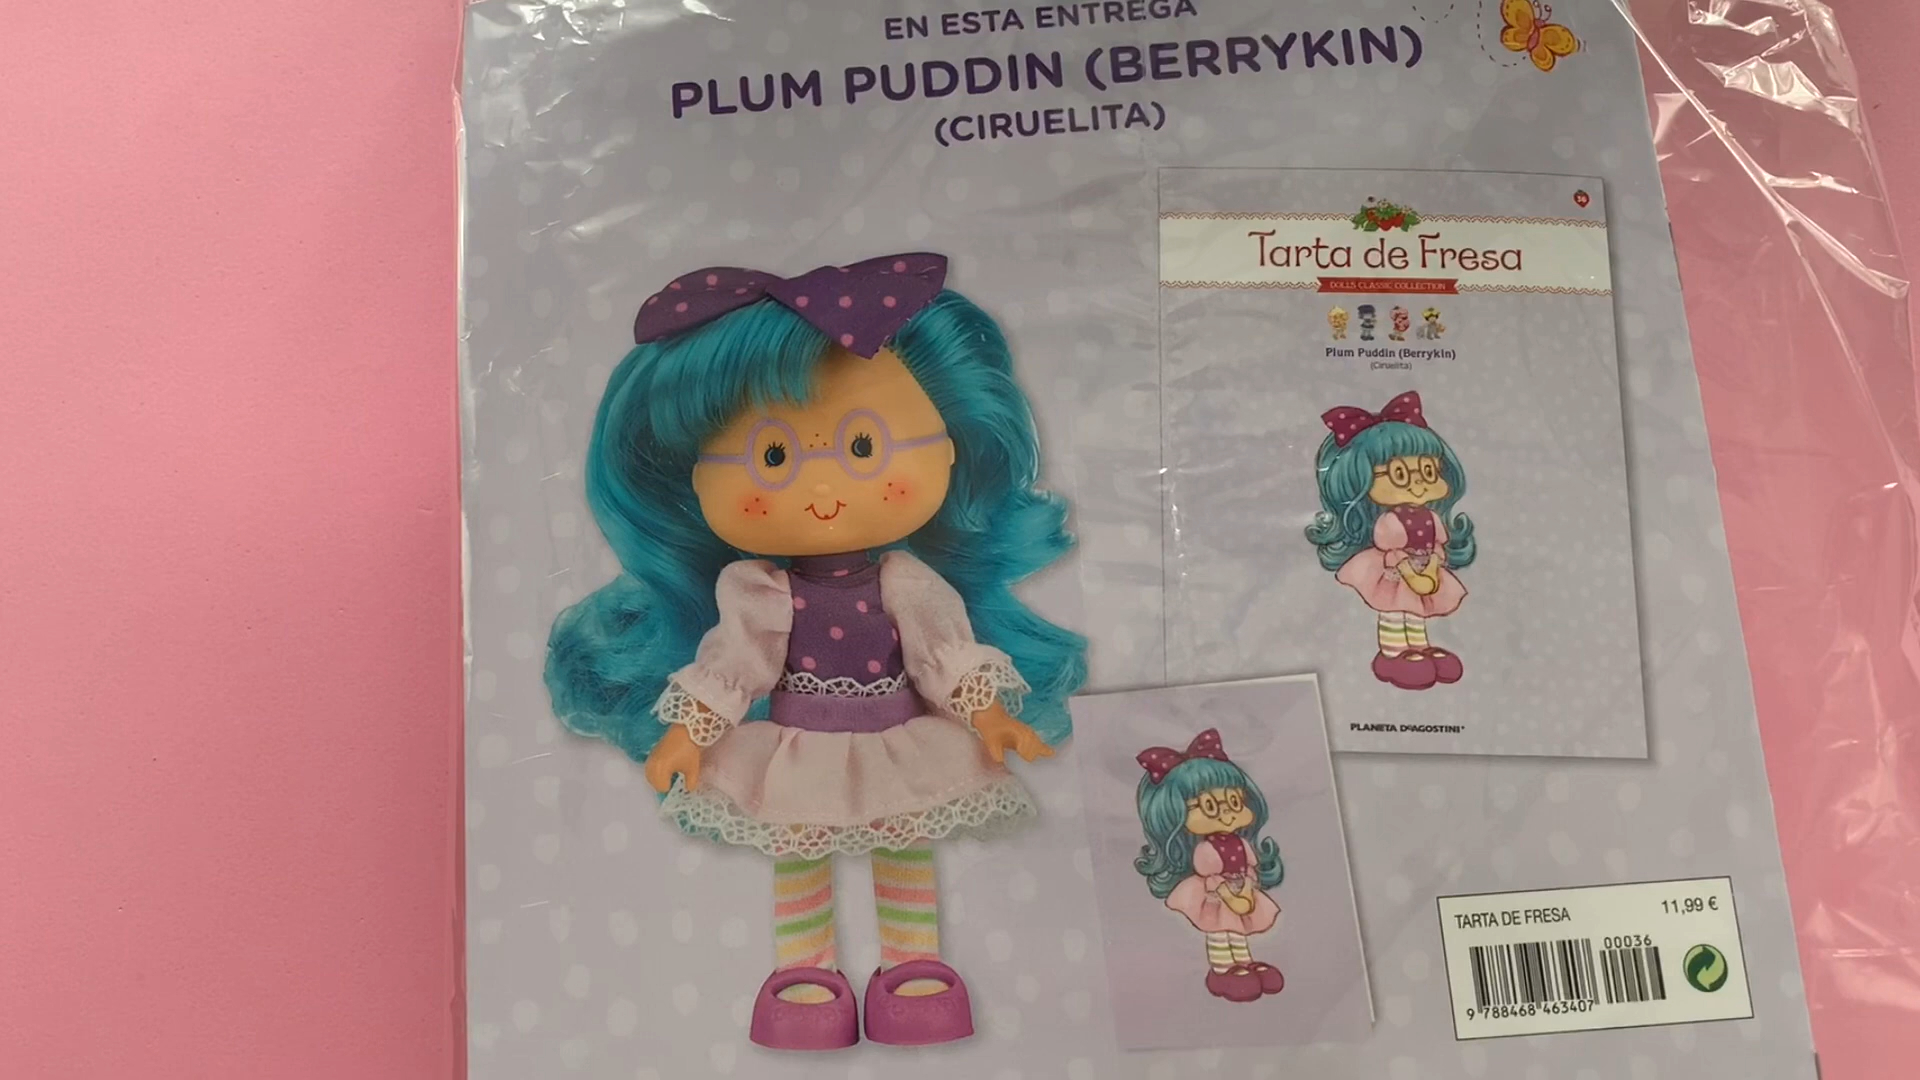 EN ESTA ENTREGA
PLUM PUDDIN (BERRYKIN)
(CIRUELITA)
36
Tarta de Fresa
DOLLS CLASSIC COLLECTION
Plum Puddin (Berrykin)
(Ciruelita)
PLANETA DEAGOSTINI
TARTA DE FRESA
11,99 €
00036
9 788468 463407